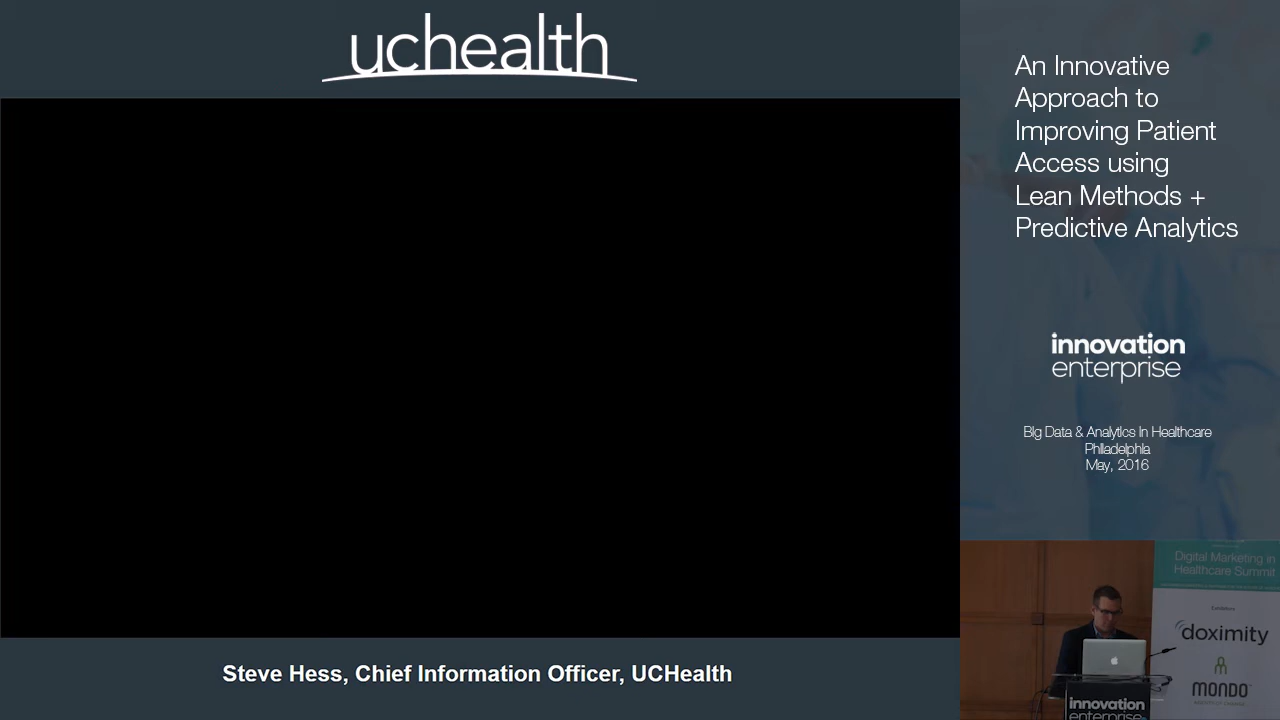 uchealth
An Innovative
Approach to
Improving Patient
Access using
Lean Methods +
Predictive Analytics
innovation
enterprise
Big Data & Analytics in Healthcare
Philadelphia
May, 2016
Digital Marketing in
Healthcare Summit
Exhibitors
doximity
MONDO
innovation
enterprise
Steve Hess, Chief Information Officer, UCHealth